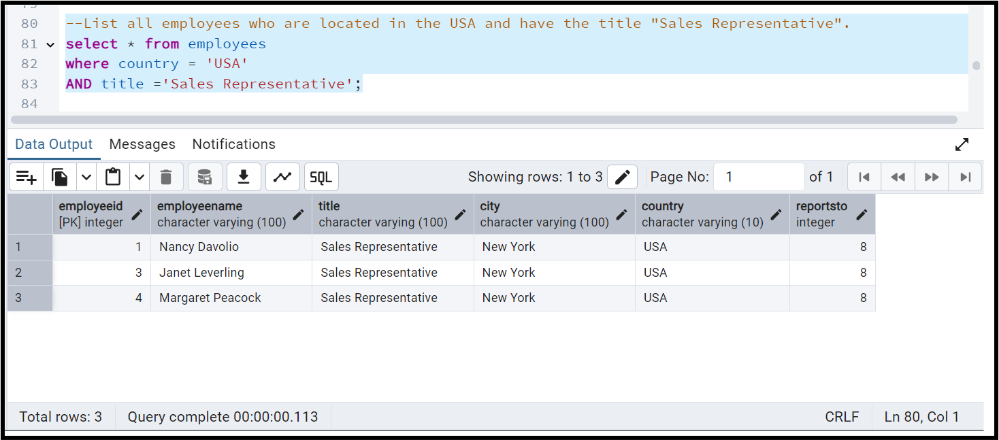 80 --List all employees who are located in the USA and have the title "Sales Representative".
81 select * from employees
82 where country = 'USA'
83 AND title ='Sales Representative';
84
Data Output Messages Notifications
SQL Showing rows: 1 to 3 Page No: 1 of 1
employeeid employeename title city country reportsto
[PK] integer character varying (100) character varying (100) character varying (100) character varying (10) integer
1 1 Nancy Davolio Sales Representative New York USA 8
2 3 Janet Leverling Sales Representative New York USA 8
3 4 Margaret Peacock Sales Representative New York USA 8
Total rows: 3 Query complete 00:00:00.113 CRLF Ln 80, Col 1